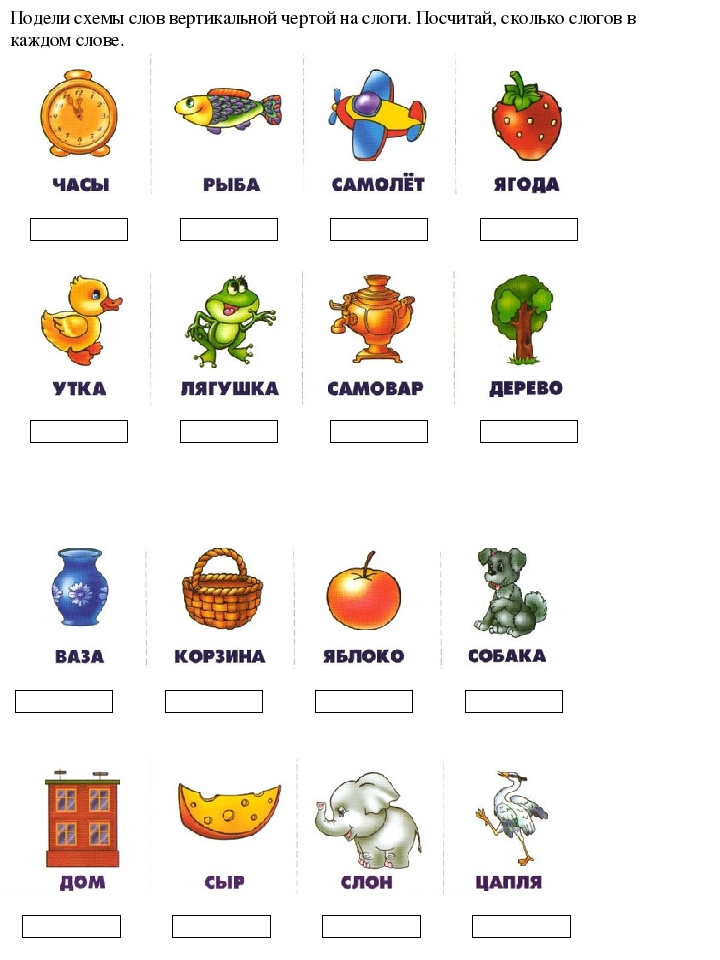 Подели схемы слов вертикальной чертой на слоги. Посчитай, сколько слогов в
каждом слове.
ЧАСЫ РЫБА САМОЛЁТ ЯГОДА
УТКА ЛЯГУШКА САМОВАР ДЕРЕВО
ВАЗА КОРЗИНА ЯБЛОКО СОБАКА
ДОМ СЫР СЛОН ЦАПЛЯ